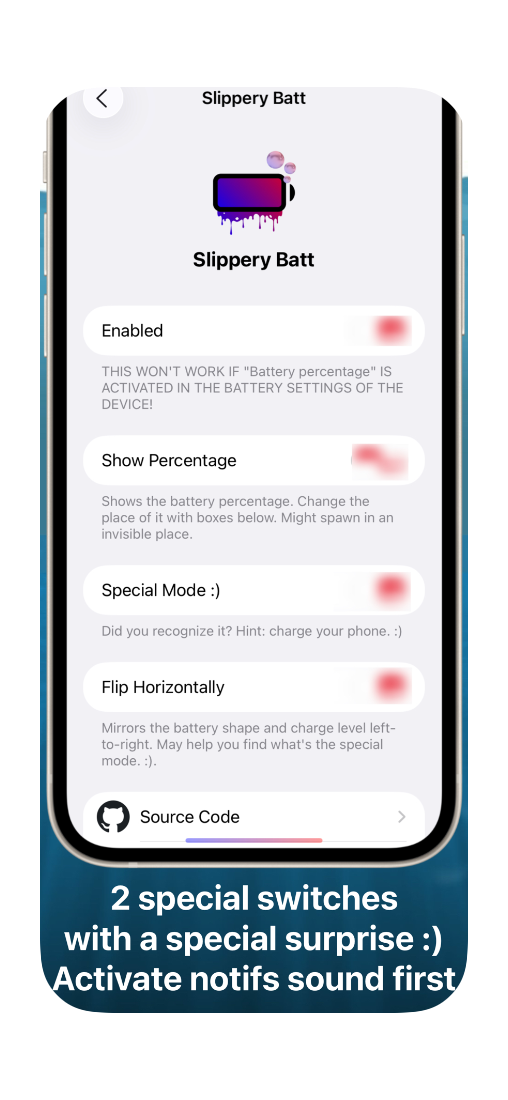 Slippery Batt
Slippery Batt
Enabled
THIS WON'T WORK IF "Battery percentage" IS
ACTIVATED IN THE BATTERY SETTINGS OF THE
DEVICE!
Show Percentage
Shows the battery percentage. Change the
place of it with boxes below. Might spawn in an
invisible place.
Special Mode :)
Did you recognize it? Hint: charge your phone. :)
Flip Horizontally
Mirrors the battery shape and charge level left-
to-right. May help you find what's the special
mode. :).
Source Code
2 special switches
with a special surprise :)
Activate notifs sound first